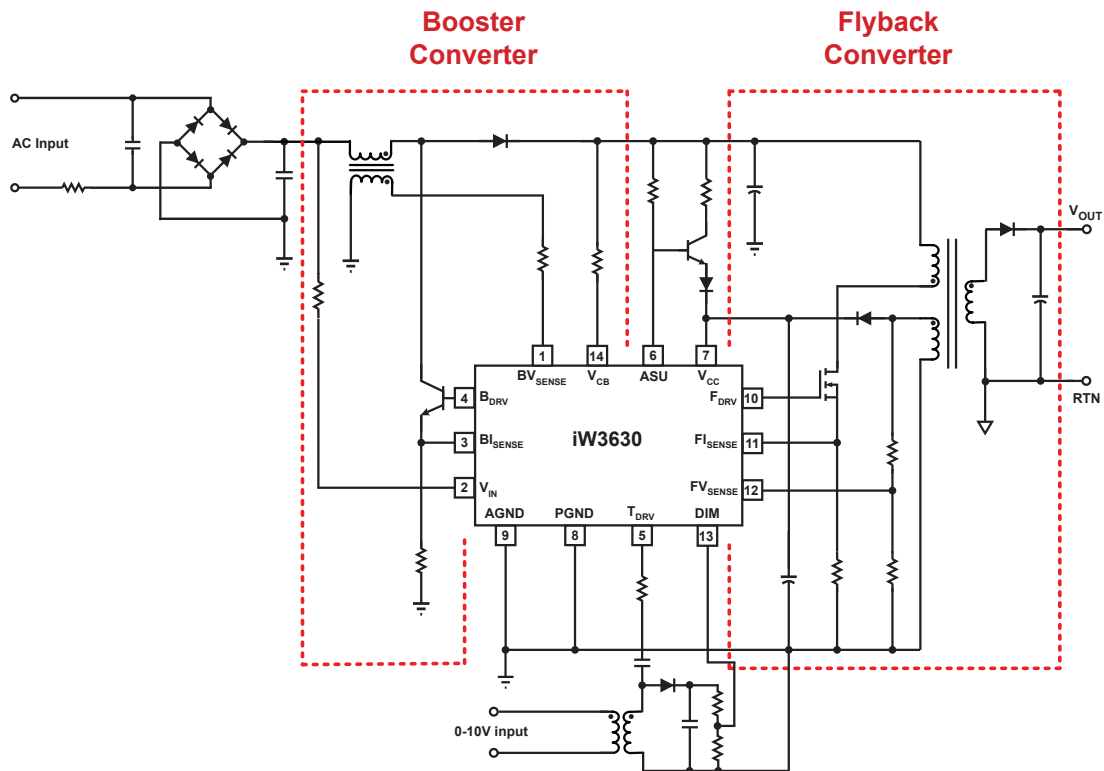 Booster
Converter
Flyback
Converter
AC Input
VOUT
RTN
1
14
6
7
BVSENSE
VCB
ASU
VCC
4
BDRV
FDRV
10
iW3630
3
BISENSE
FISENSE
11
2
VIN
FVSENSE
12
AGND
PGND
TDRV
DIM
9
8
5
13
0-10V input